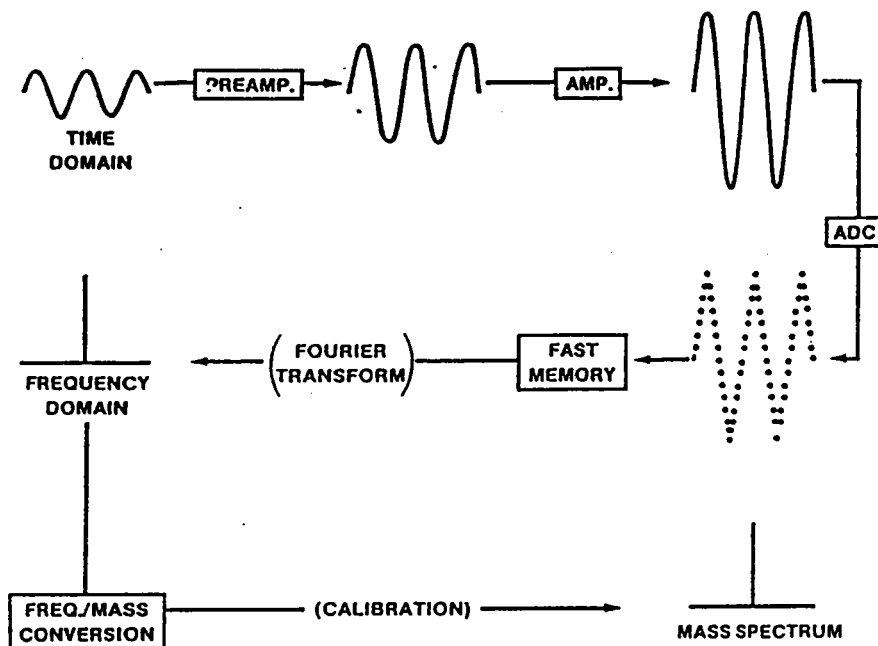 PREAMP.
AMP.
TIME
DOMAIN
ADC
FOURIER
TRANSFORM
FAST
MEMORY
FREQUENCY
DOMAIN
FREQ./MASS
CONVERSION
(CALIBRATION)
MASS SPECTRUM